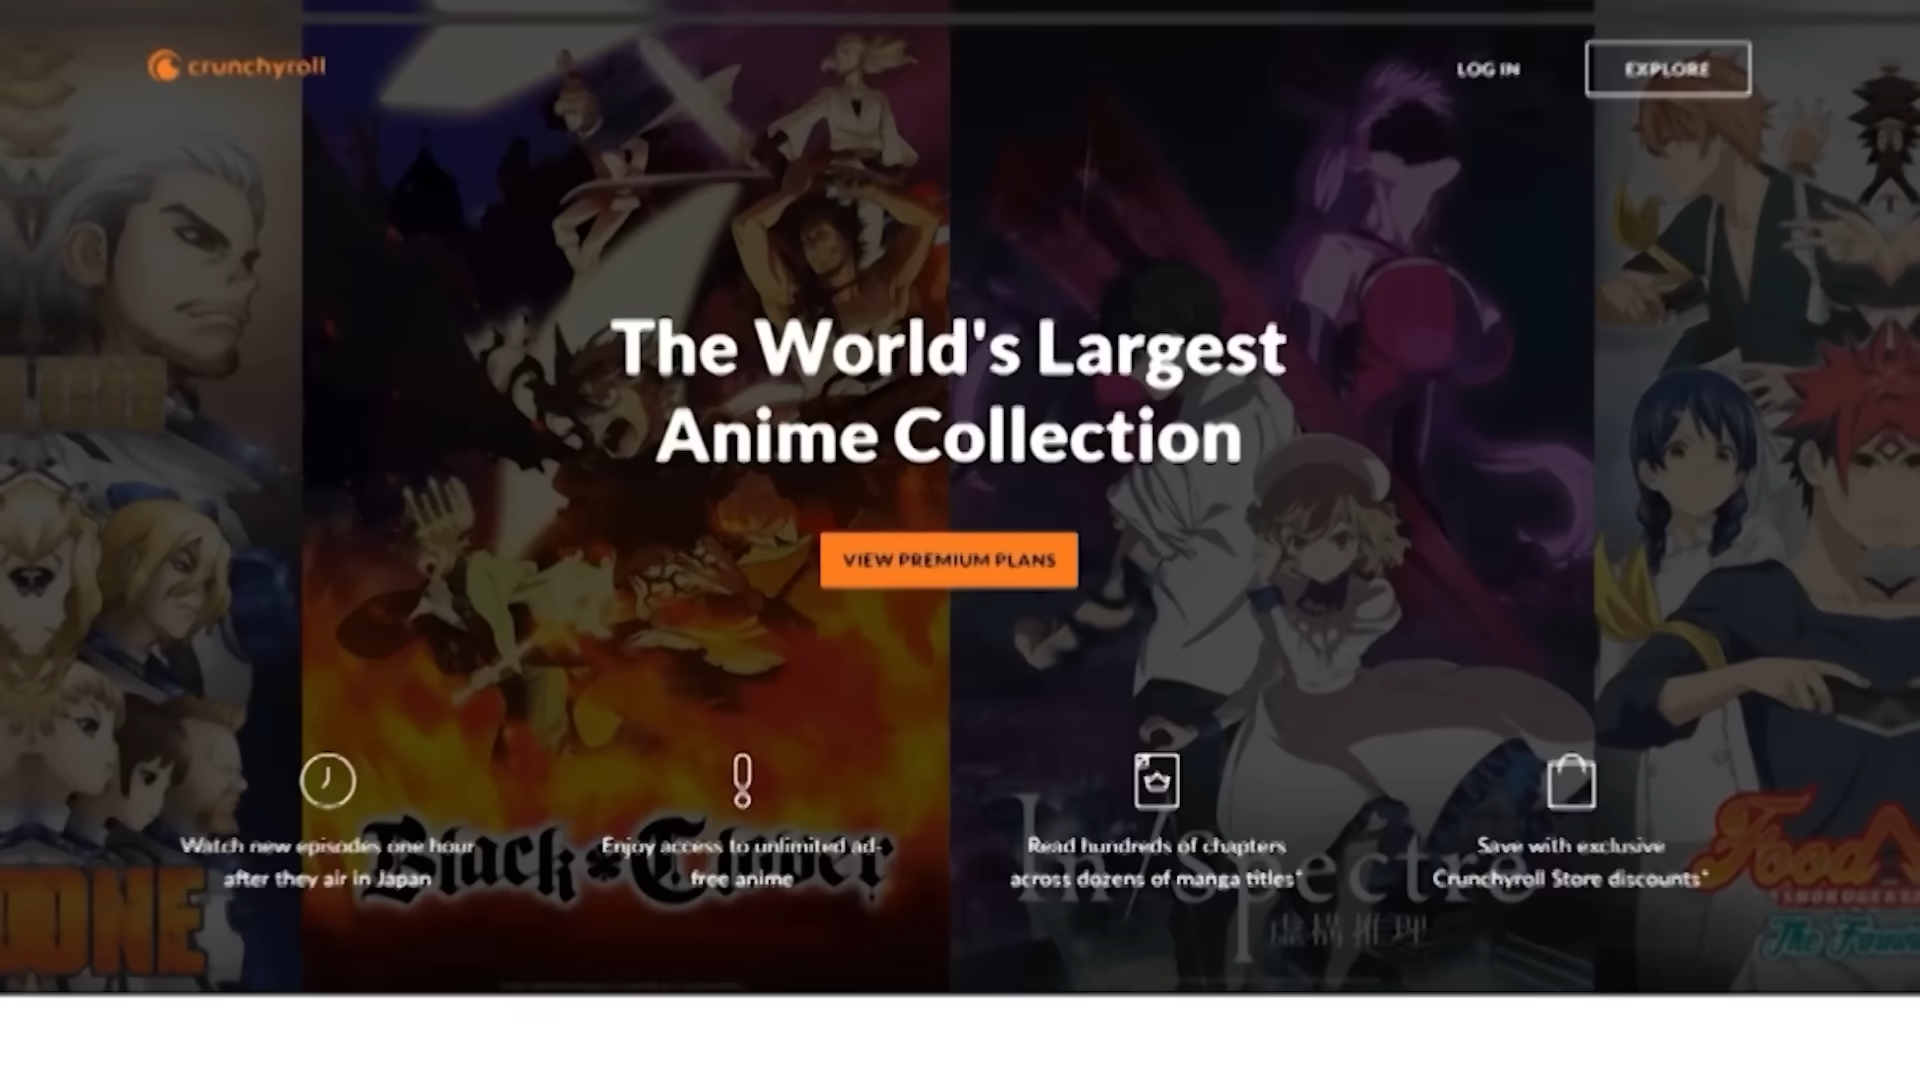 crunchyroll
LOG IN
EXPLORE
The World's Largest
Anime Collection
VIEW PREMIUM PLANS
Watch new episodes one hour
after they air in Japan
Enjoy access to unlimited ad-
free anime
Read hundreds of chapters
across dozens of manga titles*
Save with exclusive
Crunchyroll Store discounts*
Black Clover
In/Spectre
虚構推理
Food
The